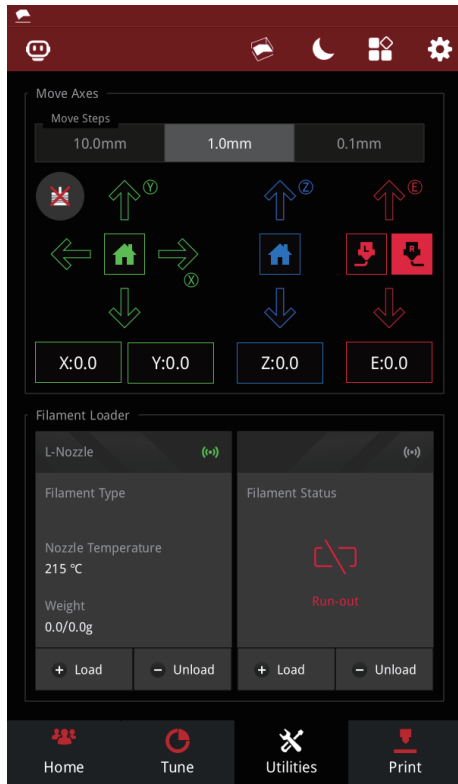 Move Axes
Move Steps
10.0mm 1.0mm 0.1mm
Y Z E
L R
X
X:0.0 Y:0.0 Z:0.0 E:0.0
Filament Loader
L-Nozzle
Filament Type Filament Status
Nozzle Temperature
215 ℃
Run-out
Weight
0.0/0.0g
+ Load − Unload + Load − Unload
Home Tune Utilities Print